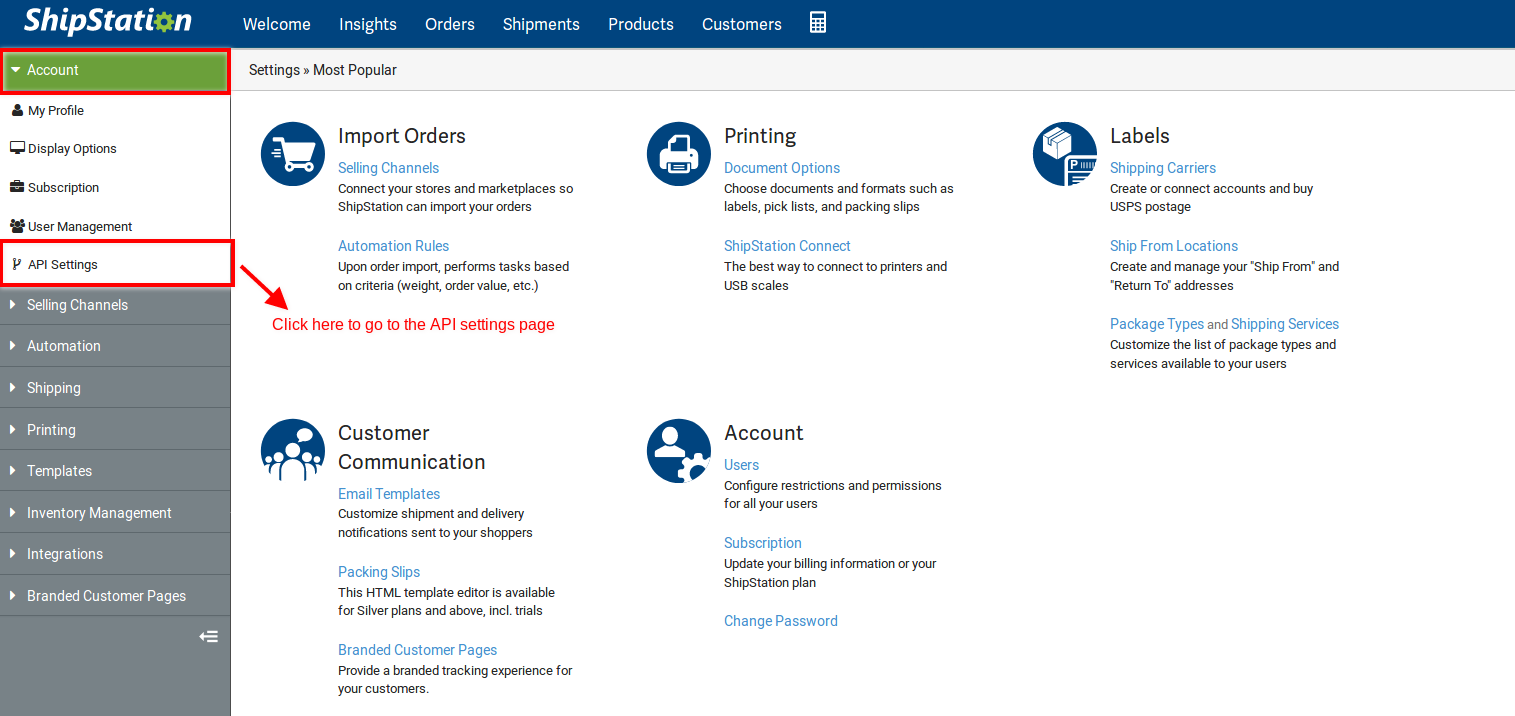 ShipStation
Welcome Insights Orders Shipments Products Customers
Account
My Profile
Display Options
Subscription
User Management
API Settings
Selling Channels
Automation
Shipping
Printing
Templates
Inventory Management
Integrations
Branded Customer Pages
Settings » Most Popular
Import Orders
Selling Channels
Connect your stores and marketplaces so
ShipStation can import your orders
Automation Rules
Upon order import, performs tasks based
on criteria (weight, order value, etc.)
Click here to go to the API settings page
Printing
Document Options
Choose documents and formats such as
labels, pick lists, and packing slips
ShipStation Connect
The best way to connect to printers and
USB scales
Labels
P
Shipping Carriers
Create or connect accounts and buy
USPS postage
Ship From Locations
Create and manage your "Ship From" and
"Return To" addresses
Package Types and Shipping Services
Customize the list of package types and
services available to your users
Customer
Communication
Email Templates
Customize shipment and delivery
notifications sent to your shoppers
Packing Slips
This HTML template editor is available
for Silver plans and above, incl. trials
Branded Customer Pages
Provide a branded tracking experience for
your customers.
Account
Users
Configure restrictions and permissions
for all your users
Subscription
Update your billing information or your
ShipStation plan
Change Password